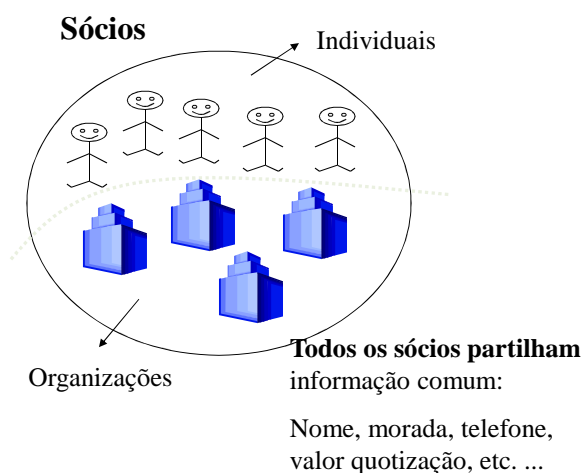 Sócios
Individuais
Organizações
Todos os sócios partilham
informação comum:
Nome, morada, telefone,
valor quotização, etc. ...